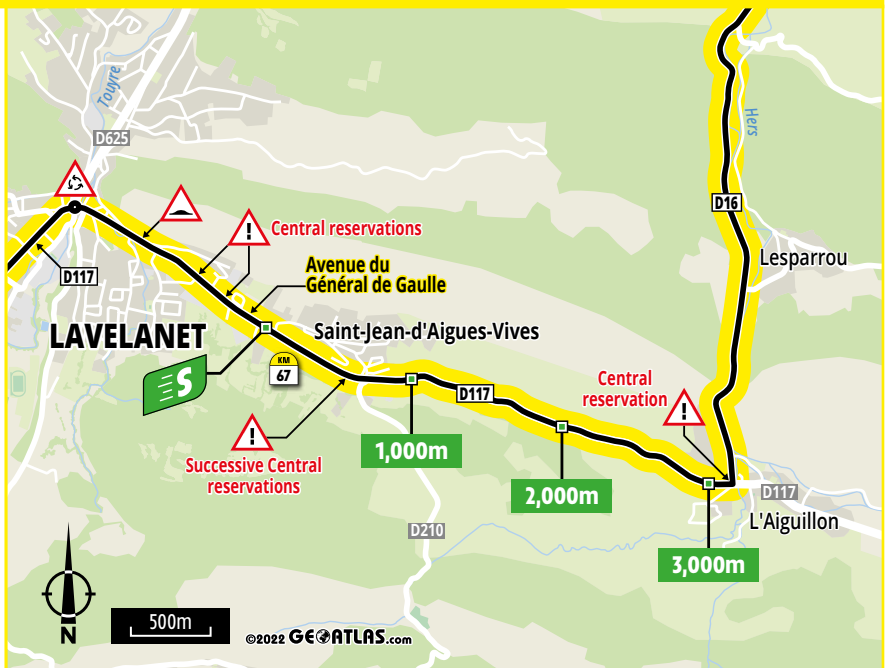 Touyre
D625
Hers
D16
Central reservations
Avenue du
Général de Gaulle
Lesparrou
D117
LAVELANET
Saint-Jean-d'Aigues-Vives
S
KM
67
Central
reservation
D117
1,000m
Successive Central
reservations
2,000m
D117
L'Aiguillon
D210
3,000m
N
500m
©2022 GEOATLAS.com